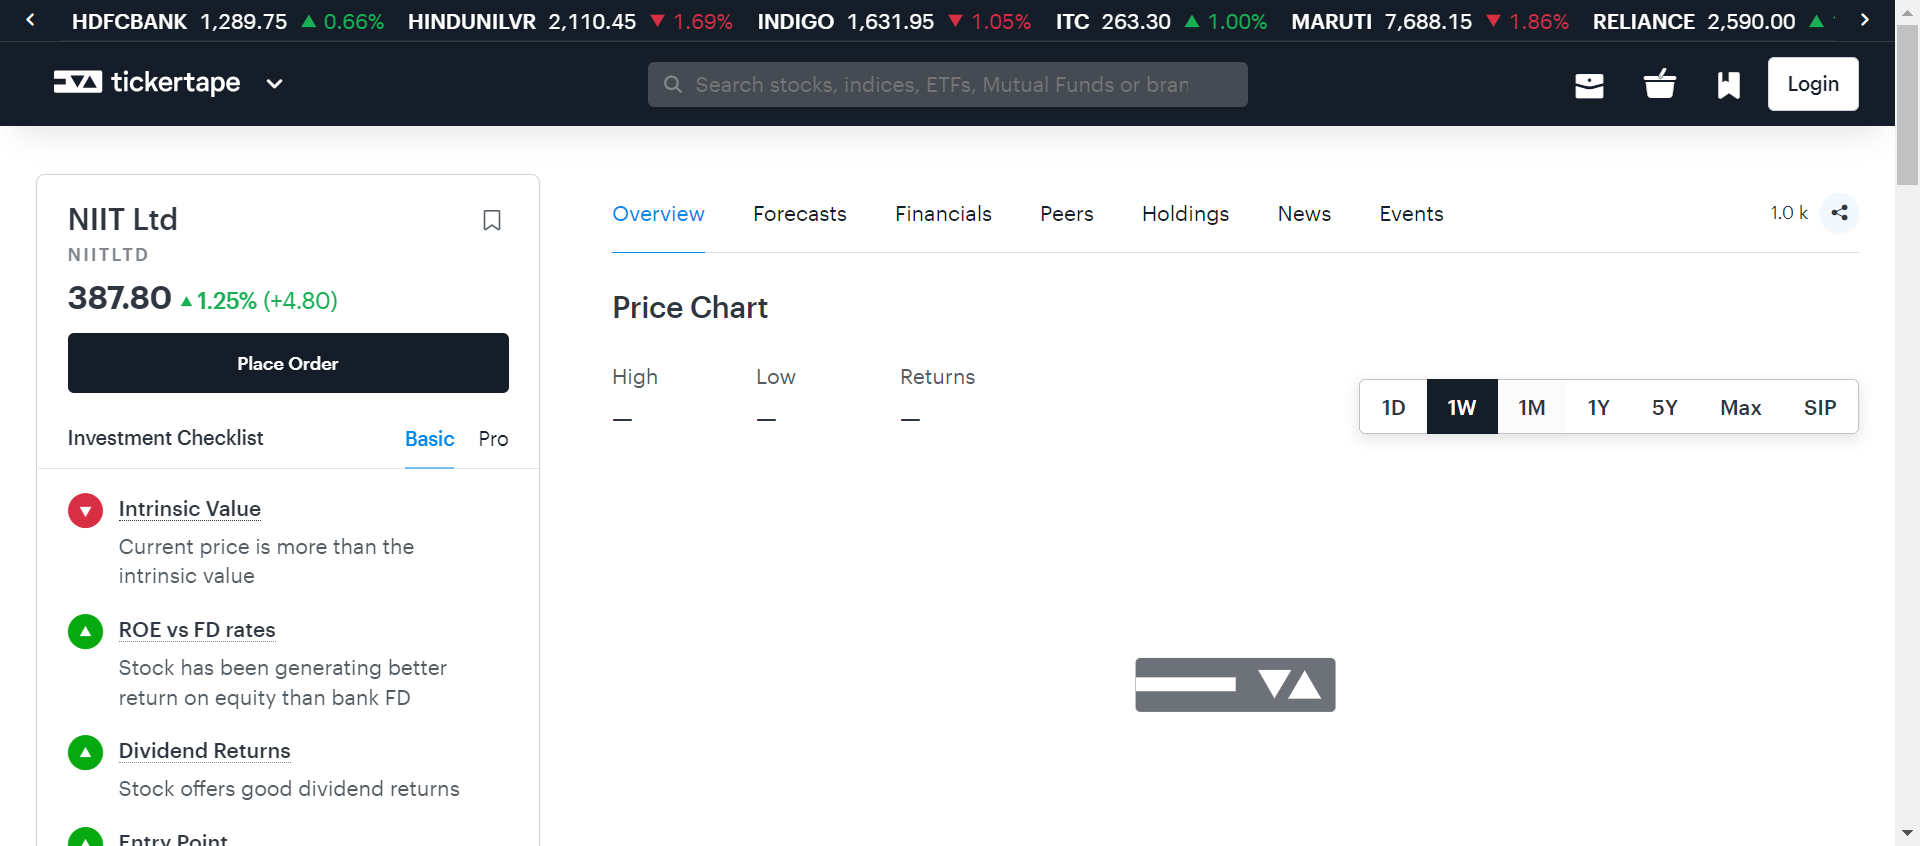 HDFCBANK 1,289.75 ▲ 0.66% HINDUNILVR 2,110.45 ▼ 1.69% INDIGO 1,631.95 ▼ 1.05% ITC 263.30 ▲ 1.00% MARUTI 7,688.15 ▼ 1.86% RELIANCE 2,590.00 ▲
tickertape
Search stocks, indices, ETFs, Mutual Funds or bran
Login
NIIT Ltd
NIITLTD
387.80 ▲ 1.25% (+4.80)
Place Order
Investment Checklist Basic Pro
Intrinsic Value
Current price is more than the
intrinsic value
ROE vs FD rates
Stock has been generating better
return on equity than bank FD
Dividend Returns
Stock offers good dividend returns
Entry Point
Overview Forecasts Financials Peers Holdings News Events 1.0 k
Price Chart
High Low Returns
— — —
1D 1W 1M 1Y 5Y Max SIP